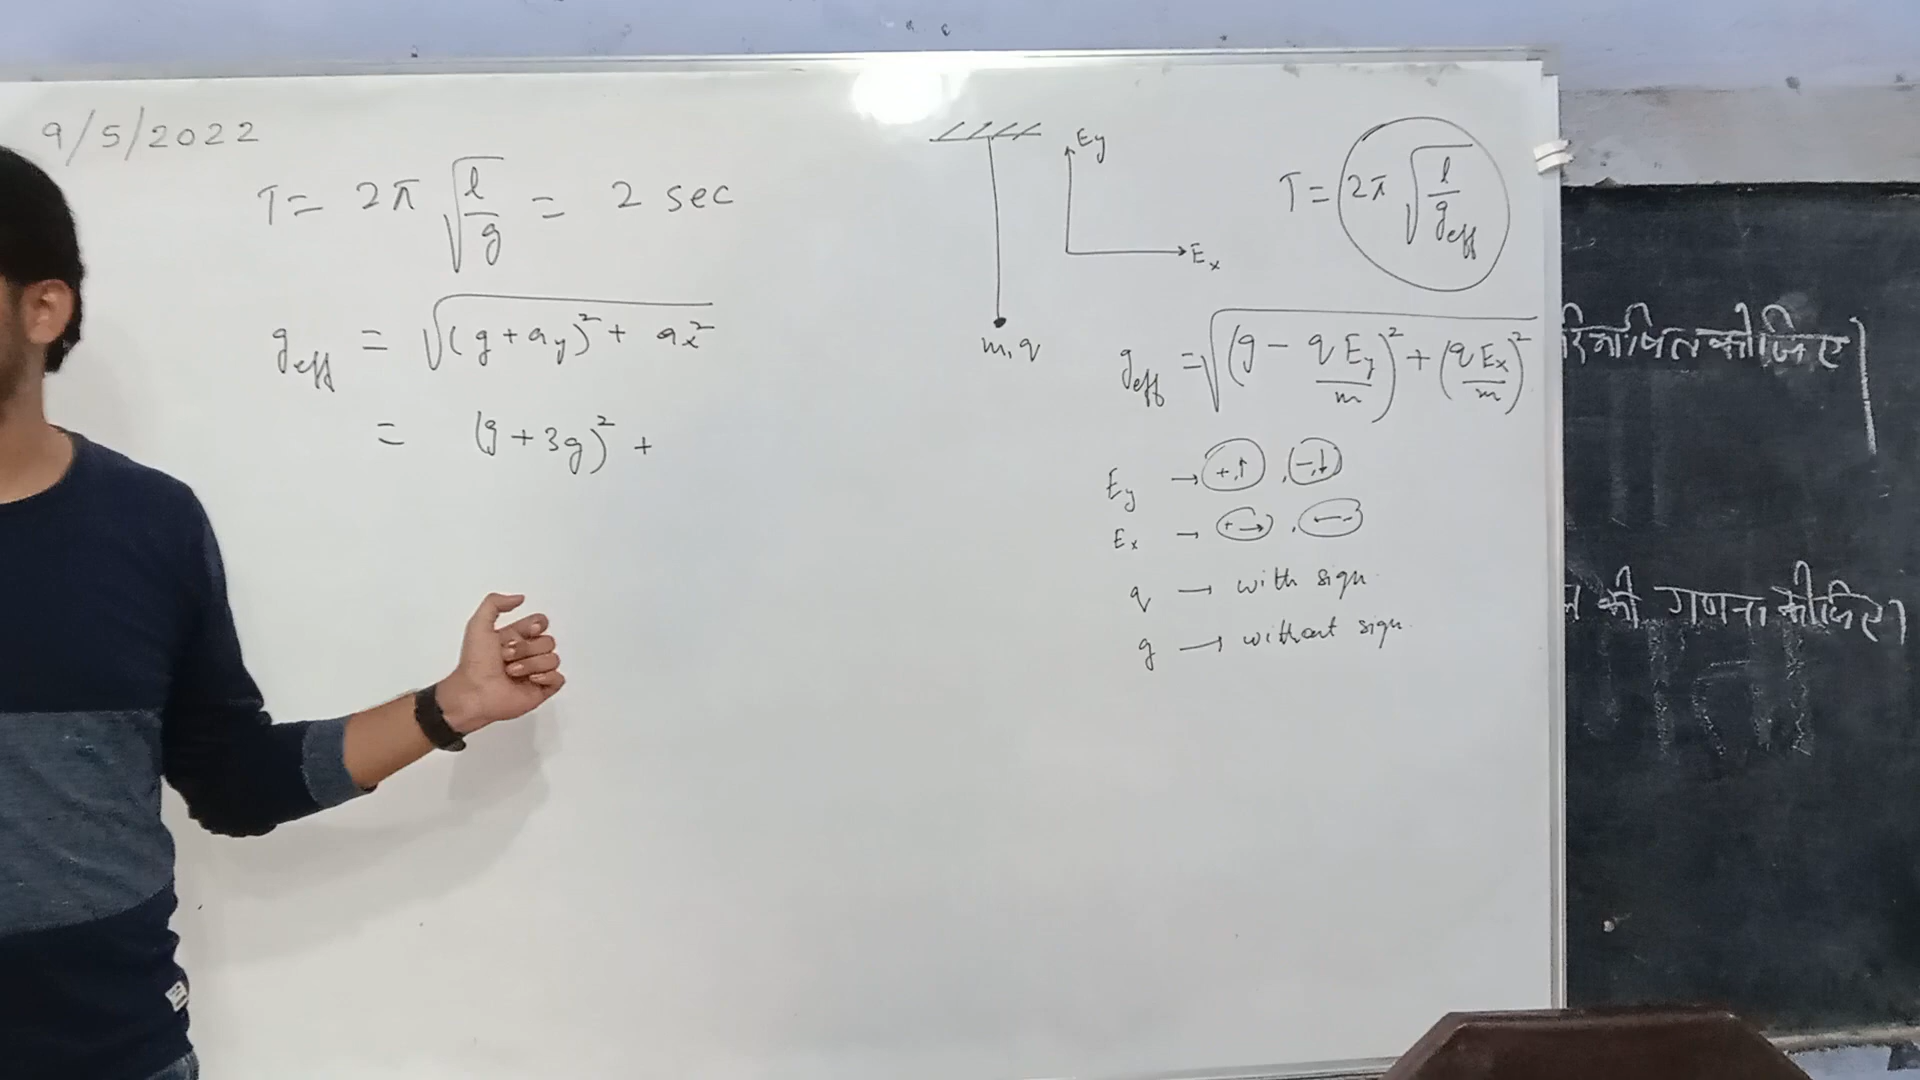 9/5/2022
T = 2π √(l/g) = 2 sec
g_eff = √((g + a_y)² + a_x²)
= (g + 3g)² +
E_y
E_x
m, q
T = 2π √(l/g_eff)
g_eff = √((g − qE_y/m)² + (qE_x/m)²)
E_y → +,↑ , −,↓
E_x → + → , ← -
q → with sign
g → without sign
कीजिए।
की गणना कीजिए।